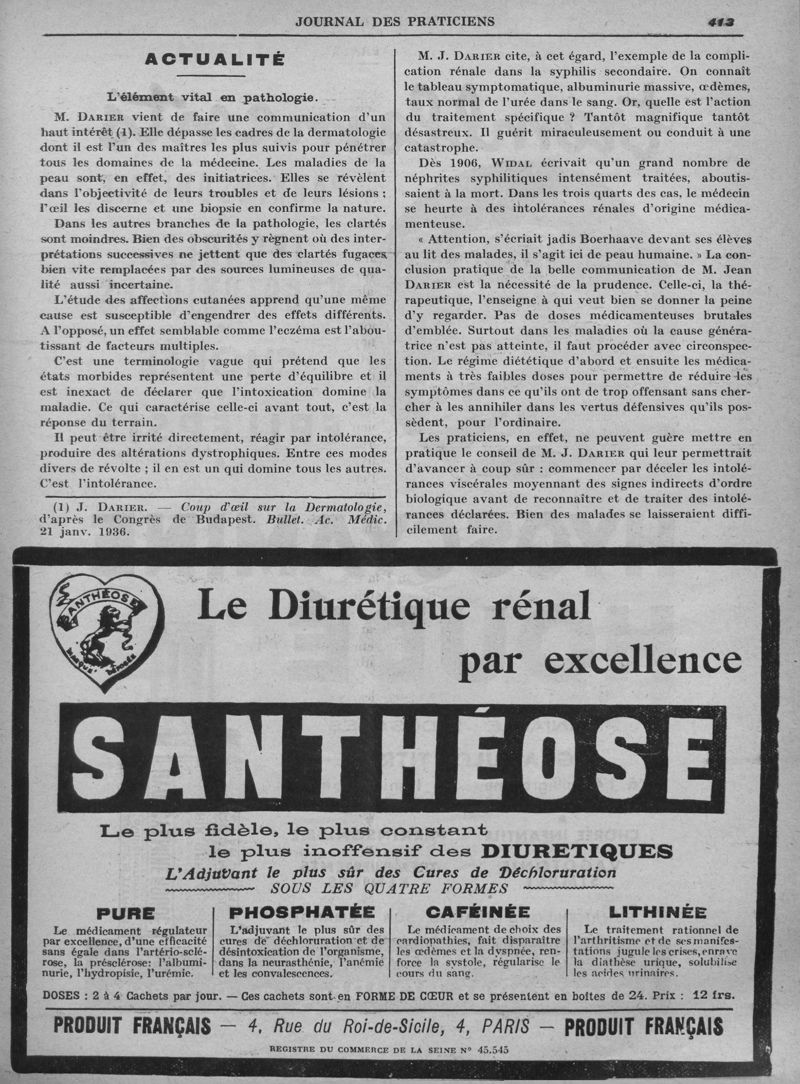 JOURNAL DES PRATICIENS 413
ACTUALITÉ
L'élément vital en pathologie.
M. DARIER vient de faire une communication d'un
haut intérêt (1). Elle dépasse les cadres de la dermatologie
dont il est l'un des maîtres les plus suivis pour pénétrer
tous les domaines de la médecine. Les maladies de la
peau sont, en effet, des initiatrices. Elles se révèlent
dans l'objectivité de leurs troubles et de leurs lésions ;
l'œil les discerne et une biopsie en confirme la nature.
Dans les autres branches de la pathologie, les clartés
sont moindres. Bien des obscurités y règnent où des inter-
prétations successives ne jettent que des clartés fugaces
bien vite remplacées par des sources lumineuses de qua-
lité aussi incertaine.
L'étude des affections cutanées apprend qu'une même
cause est susceptible d'engendrer des effets différents.
A l'opposé, un effet semblable comme l'eczéma est l'abou-
tissant de facteurs multiples.
C'est une terminologie vague qui prétend que les
états morbides représentent une perte d'équilibre et il
est inexact de déclarer que l'intoxication domine la
maladie. Ce qui caractérise celle-ci avant tout, c'est la
réponse du terrain.
Il peut être irrité directement, réagir par intolérance,
produire des altérations dystrophiques. Entre ces modes
divers de révolte ; il en est un qui domine tous les autres.
C'est l'intolérance.
(1) J. DARIER. — Coup d'œil sur la Dermatologie,
d'après le Congrès de Budapest. Bullet. Ac. Médic.
21 janv. 1936.
M. J. DARIER cite, à cet égard, l'exemple de la compli-
cation rénale dans la syphilis secondaire. On connaît
le tableau symptomatique, albuminurie massive, œdèmes,
taux normal de l'urée dans le sang. Or, quelle est l'action
du traitement spécifique ? Tantôt magnifique tantôt
désastreux. Il guérit miraculeusement ou conduit à une
catastrophe.
Dès 1906, WIDAL écrivait qu'un grand nombre de
néphrites syphilitiques intensément traitées, aboutis-
saient à la mort. Dans les trois quarts des cas, le médecin
se heurte à des intolérances rénales d'origine médica-
menteuse.
« Attention, s'écriait jadis Boerhaave devant ses élèves
au lit des malades, il s'agit ici de peau humaine. » La con-
clusion pratique de la belle communication de M. Jean
DARIER est la nécessité de la prudence. Celle-ci, la thé-
rapeutique, l'enseigne à qui veut bien se donner la peine
d'y regarder. Pas de doses médicamenteuses brutales
d'emblée. Surtout dans les maladies où la cause généra-
trice n'est pas atteinte, il faut procéder avec circonspec-
tion. Le régime diététique d'abord et ensuite les médica-
ments à très faibles doses pour permettre de réduire les
symptômes dans ce qu'ils ont de trop offensant sans cher-
cher à les annihiler dans les vertus défensives qu'ils pos-
sèdent, pour l'ordinaire.
Les praticiens, en effet, ne peuvent guère mettre en
pratique le conseil de M. J. DARIER qui leur permettrait
d'avancer à coup sûr : commencer par déceler les intolé-
rances viscérales moyennant des signes indirects d'ordre
biologique avant de reconnaître et de traiter des intolé-
rances déclarées. Bien des malades se laisseraient diffi-
cilement faire.
SANTHÉOSE
MARQUE DÉPOSÉE
Le Diurétique rénal
par excellence
SANTHÉOSE
Le plus fidèle, le plus constant
le plus inoffensif des DIURETIQUES
L'Adjuvant le plus sûr des Cures de Déchloruration
SOUS LES QUATRE FORMES
PURE
Le médicament régulateur
par excellence, d'une efficacité
sans égale dans l'artério-sclé-
rose, la présclérose: l'albumi-
nurie, l'hydropisie, l'urémie.
PHOSPHATÉE
L'adjuvant le plus sûr des
cures de déchloruration et de
désintoxication de l'organisme,
dans la neurasthénie, l'anémie
et les convalescences.
CAFÉINÉE
Le médicament de choix des
cardiopathies, fait disparaître
les œdèmes et la dyspnée, ren-
force la systole, régularise le
cours du sang.
LITHINÉE
Le traitement rationnel de
l'arthritisme et de ses manifes-
tations jugule les crises, enraye
la diathèse urique, solubilise
les acides urinaires.
DOSES : 2 à 4 Cachets par jour. — Ces cachets sont en FORME DE CŒUR et se présentent en boîtes de 24. Prix : 12 frs.
PRODUIT FRANÇAIS — 4, Rue du Roi-de-Sicile, 4, PARIS — PRODUIT FRANÇAIS
REGISTRE DU COMMERCE DE LA SEINE N° 45.545